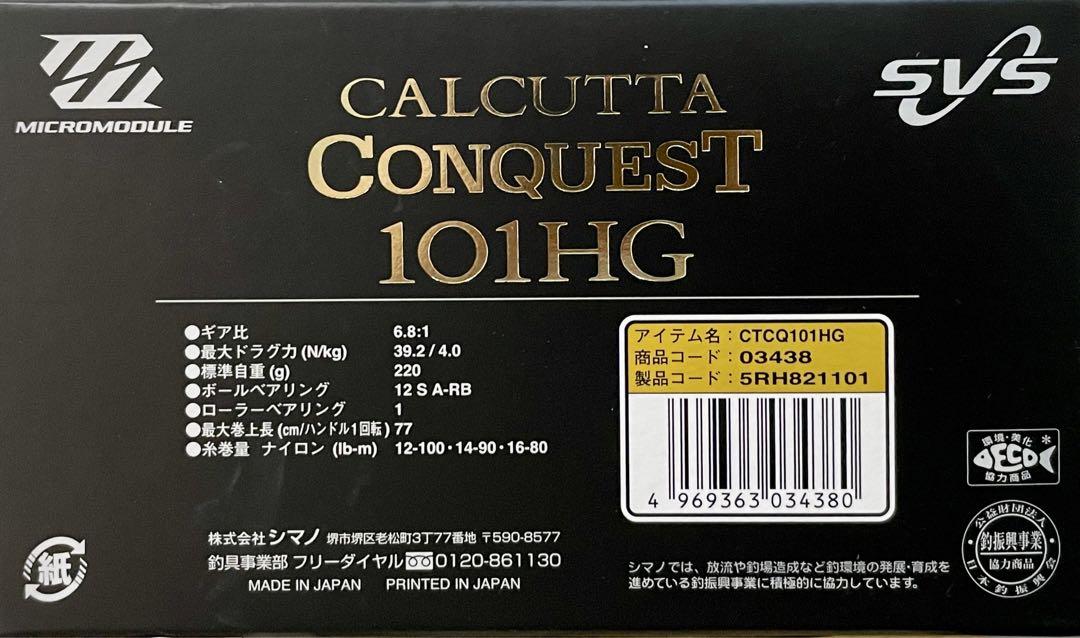 MICROMODULE
SVS
CALCUTTA
CONQUEST
101HG
●ギア比 6.8:1
●最大ドラグ力 (N/kg) 39.2 / 4.0
●標準自重 (g) 220
●ボールベアリング 12 S A-RB
●ローラーベアリング 1
●最大巻上長 (cm/ハンドル1回転) 77
●糸巻量 ナイロン (lb-m) 12-100・14-90・16-80
アイテム名：CTCQ101HG
商品コード：03438
製品コード：5RH821101
4 969363 034380
環境・美化
ECO
協力商品
紙
株式会社シマノ 堺市堺区老松町3丁77番地 〒590-8577
釣具事業部 フリーダイヤル 0120-861130
MADE IN JAPAN PRINTED IN JAPAN
シマノでは、放流や釣場造成など釣環境の発展・育成を
進めている釣振興事業に積極的に協力しています。
公益財団法人
釣振興事業
協力商品
日本釣振興会